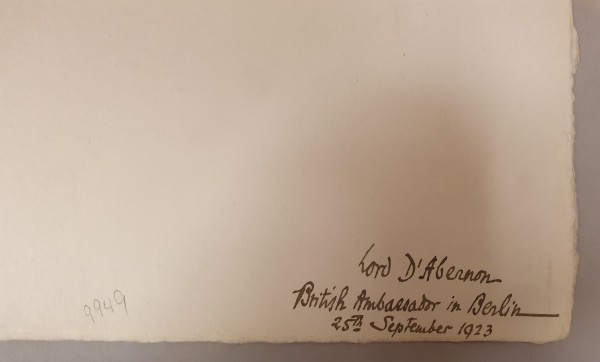 Lord D'Abernon
British Ambassador in Berlin
25th September 1923
9949